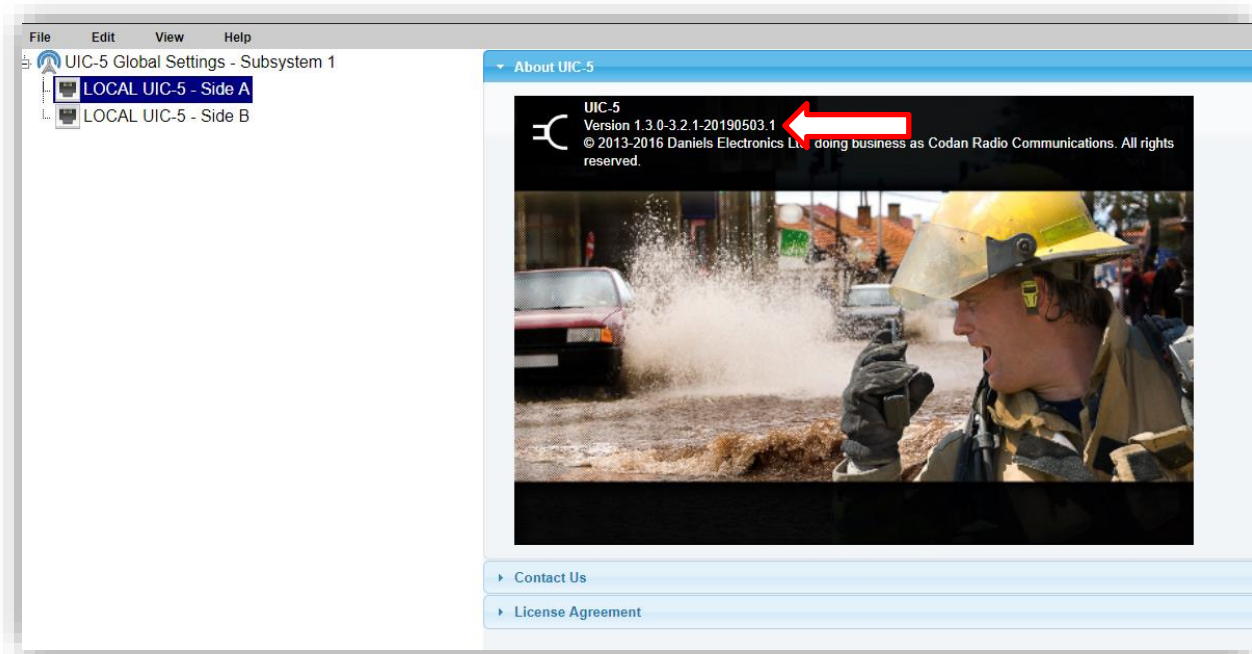 File Edit View Help
UIC-5 Global Settings - Subsystem 1
LOCAL UIC-5 - Side A
LOCAL UIC-5 - Side B
About UIC-5
UIC-5
Version 1.3.0-3.2.1-20190503.1
© 2013-2016 Daniels Electronics Lt doing business as Codan Radio Communications. All rights
reserved.
Contact Us
License Agreement